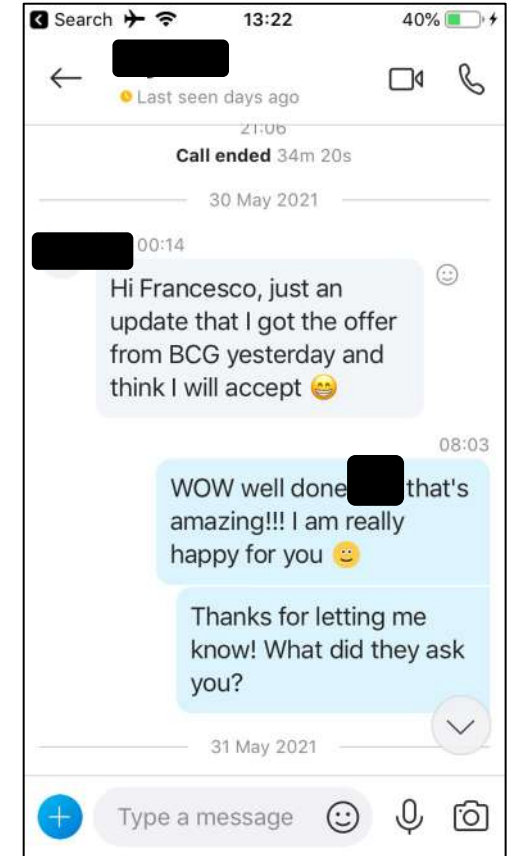 Search 13:22 40%
Last seen days ago
21:06
Call ended 34m 20s
30 May 2021
00:14
Hi Francesco, just an
update that I got the offer
from BCG yesterday and
think I will accept 😁
08:03
WOW well done that's
amazing!!! I am really
happy for you 🙂
Thanks for letting me
know! What did they ask
you?
31 May 2021
Type a message